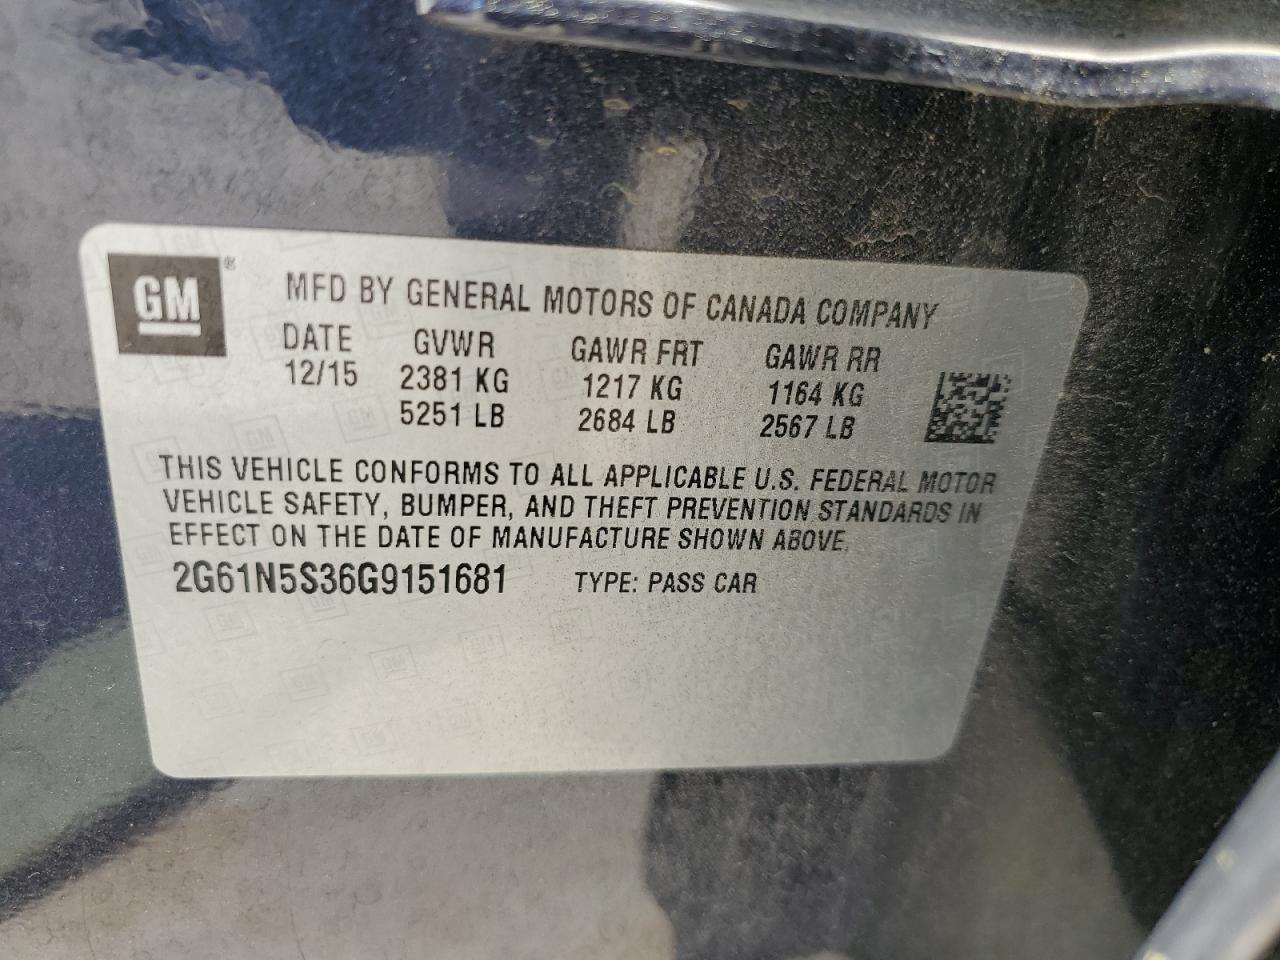 GM®
MFD BY GENERAL MOTORS OF CANADA COMPANY
DATE GVWR GAWR FRT GAWR RR
12/15 2381 KG 1217 KG 1164 KG
5251 LB 2684 LB 2567 LB
THIS VEHICLE CONFORMS TO ALL APPLICABLE U.S. FEDERAL MOTOR
VEHICLE SAFETY, BUMPER, AND THEFT PREVENTION STANDARDS IN
EFFECT ON THE DATE OF MANUFACTURE SHOWN ABOVE.
2G61N5S36G9151681 TYPE: PASS CAR